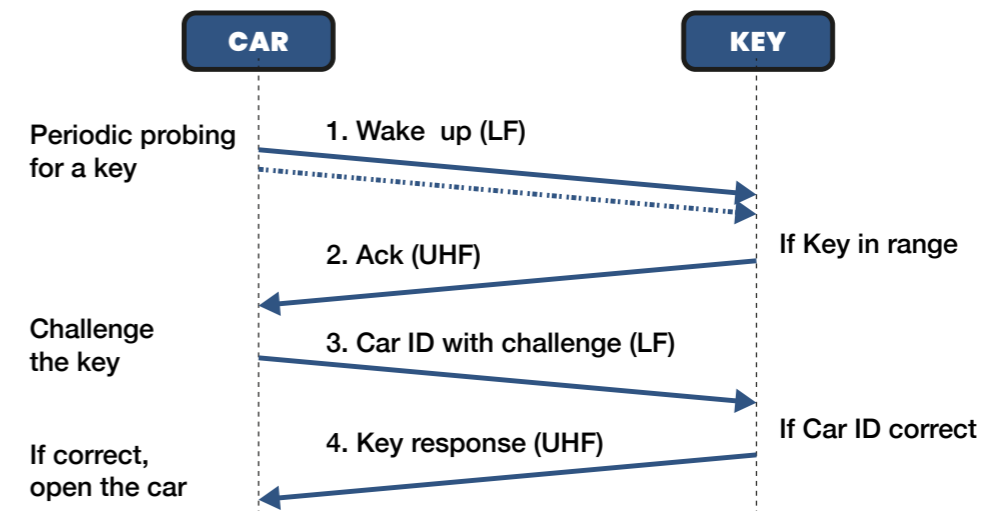 CAR
KEY
Periodic probing
for a key
1. Wake up (LF)
If Key in range
2. Ack (UHF)
Challenge
the key
3. Car ID with challenge (LF)
If Car ID correct
4. Key response (UHF)
If correct,
open the car